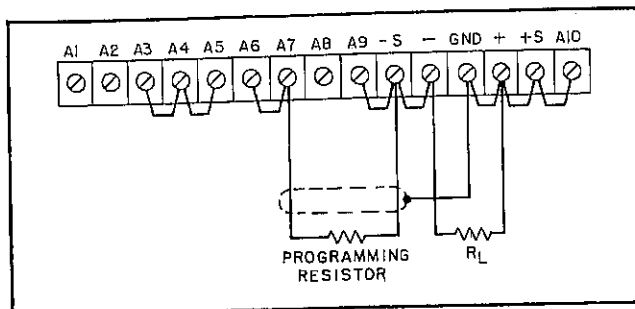 A1 A2 A3 A4 A5 A6 A7 A8 A9 -S - GND + +S A10
PROGRAMMING
RESISTOR
RL